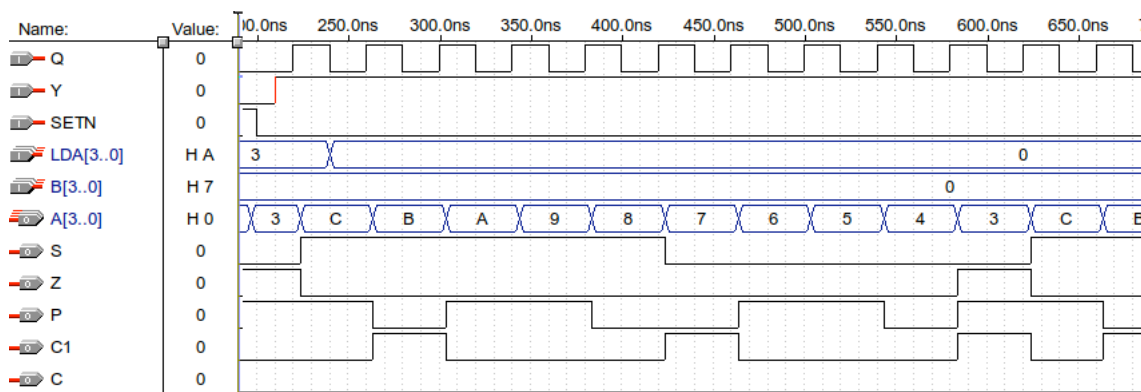 Name: Value: 00.0ns 250.0ns 300.0ns 350.0ns 400.0ns 450.0ns 500.0ns 550.0ns 600.0ns 650.0ns
Q 0
Y 0
SETN 0
LDA[3..0] H A 3 0
B[3..0] H 7 0
A[3..0] H 0 3 C B A 9 8 7 6 5 4 3 C B
S 0
Z 0
P 0
C1 0
C 0